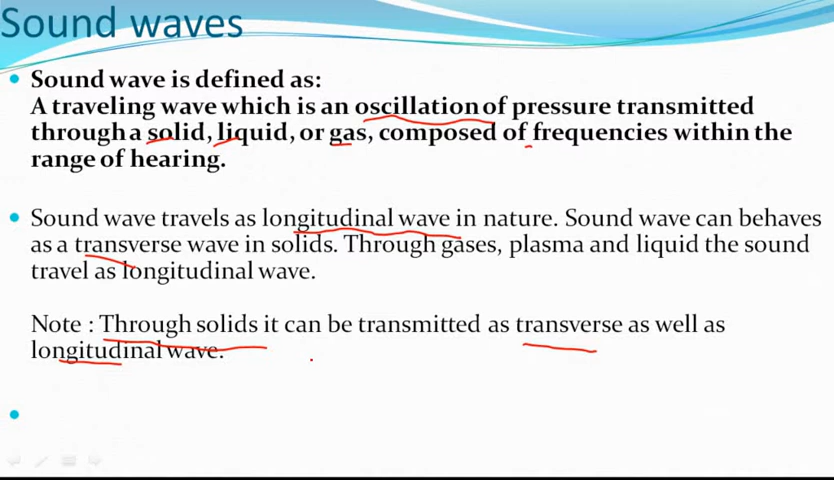 Sound waves
Sound wave is defined as:
A traveling wave which is an oscillation of pressure transmitted
through a solid, liquid, or gas, composed of frequencies within the
range of hearing.
Sound wave travels as longitudinal wave in nature. Sound wave can behaves
as a transverse wave in solids. Through gases, plasma and liquid the sound
travel as longitudinal wave.
Note : Through solids it can be transmitted as transverse as well as
longitudinal wave.